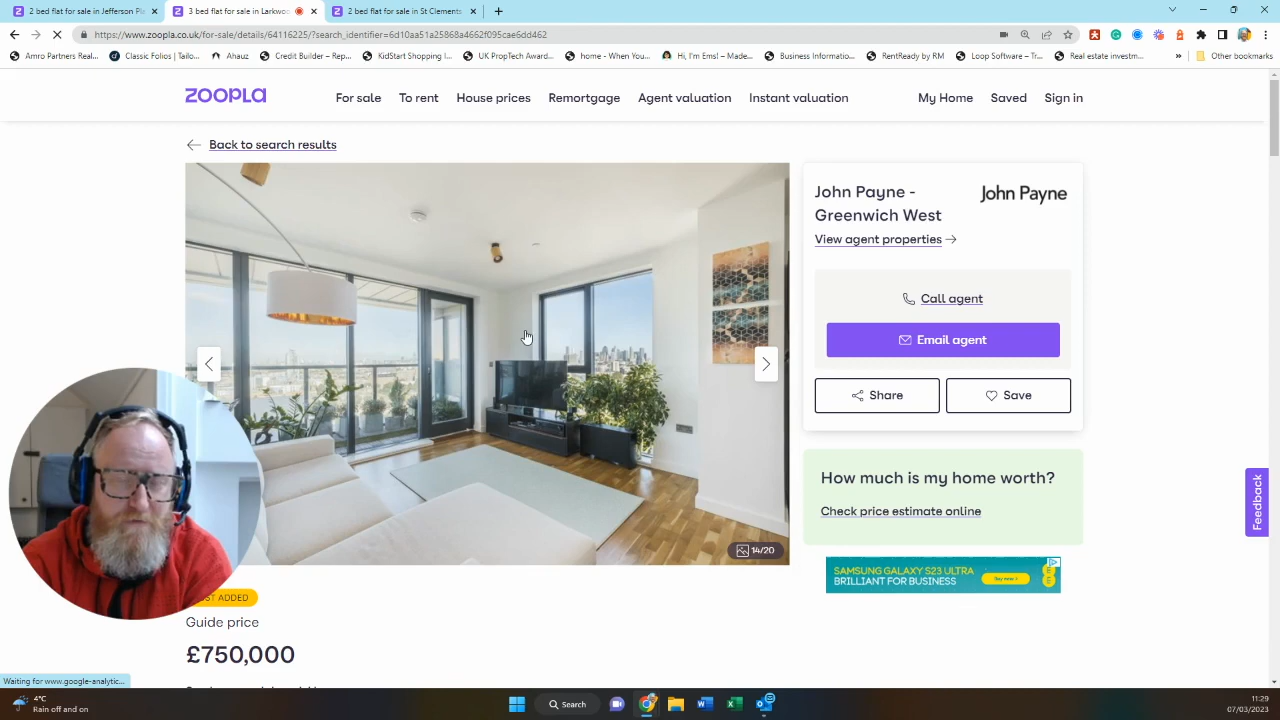 2 bed flat for sale in Jefferson Pl
3 bed flat for sale in Larkwoo
2 bed flat for sale in St Clements
https://www.zoopla.co.uk/for-sale/details/64116225/?search_identifier=6d10aa51a25868a4662f095cae6dd462
Amro Partners Real...
Classic Folios | Tailo...
Ahauz
Credit Builder – Rep...
KidStart Shopping I...
UK PropTech Award...
home - When You...
Hi, I'm Ems! – Made...
Business Informatio...
RentReady by RM
Loop Software – Tr...
Real estate investm...
»
Other bookmarks
ZOOPLA
For sale
To rent
House prices
Remortgage
Agent valuation
Instant valuation
My Home
Saved
Sign in
Back to search results
John Payne -
Greenwich West
John Payne
View agent properties
Call agent
Email agent
Share
Save
How much is my home worth?
Check price estimate online
Feedback
14/20
SAMSUNG GALAXY S23 ULTRA
BRILLIANT FOR BUSINESS
Buy now >
ADDED
Guide price
£750,000
Waiting for www.google-analytic...
4°C
Rain off and on
Search
11:29
07/03/2023